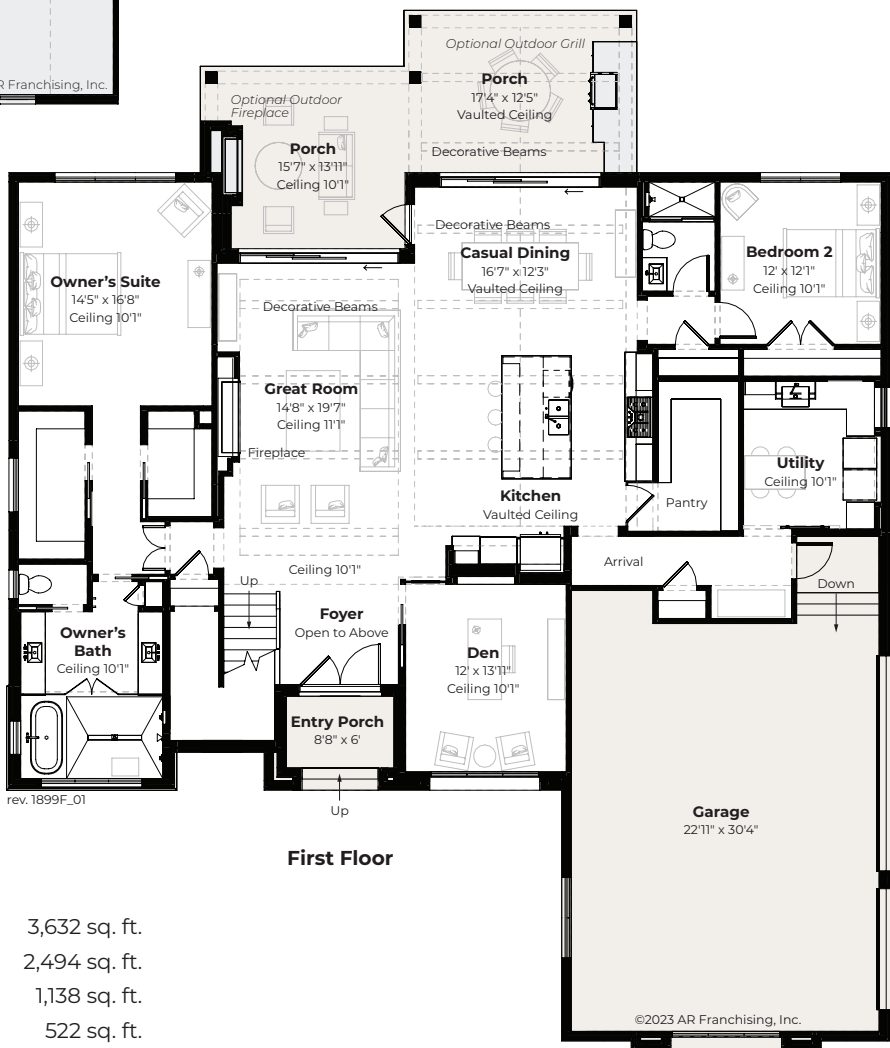 R Franchising, Inc.
Optional Outdoor Grill
Porch
17'4" x 12'5"
Vaulted Ceiling
Decorative Beams
Optional Outdoor
Fireplace
Porch
15'7" x 13'11"
Ceiling 10'1"
Owner's Suite
14'5" x 16'8"
Ceiling 10'1"
Decorative Beams
Casual Dining
16'7" x 12'3"
Vaulted Ceiling
Bedroom 2
12' x 12'1"
Ceiling 10'1"
Decorative Beams
Great Room
14'8" x 19'7"
Ceiling 11'1"
Fireplace
Kitchen
Vaulted Ceiling
Pantry
Utility
Ceiling 10'1"
Ceiling 10'1"
Arrival
Down
Up
Foyer
Open to Above
Owner's
Bath
Ceiling 10'1"
Den
12' x 13'11"
Ceiling 10'1"
Entry Porch
8'8" x 6'
Up
rev. 1899F_01
Garage
22'11" x 30'4"
First Floor
3,632 sq. ft.
2,494 sq. ft.
1,138 sq. ft.
522 sq. ft.
©2023 AR Franchising, Inc.